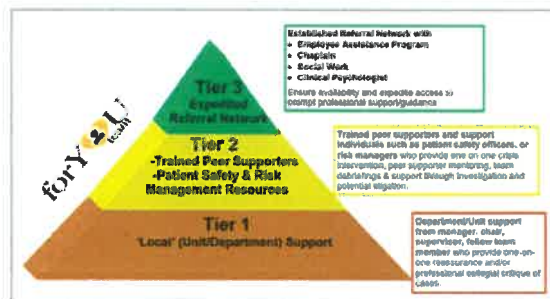 Established Referral Network with
• Employee Assistance Program
• Chaplain
• Social Work
• Clinical Psychologist
Ensure availability and expedite access to
prompt professional support/guidance
Tier 3
Expedited
Referral Network
forYOU
team
Tier 2
-Trained Peer Supporters
-Patient Safety & Risk
Management Resources
Trained peer supporters and support
individuals such as patient safety officers, or
risk managers who provide one on one crisis
intervention, peer supporter mentoring, team
debriefings & support through investigation and
potential litigation.
Tier 1
'Local' (Unit/Department) Support
Department/Unit support
from manager, chair,
supervisor, fellow team
member who provide one-on-
one reassurance and/or
professional collegial critique of
cases.